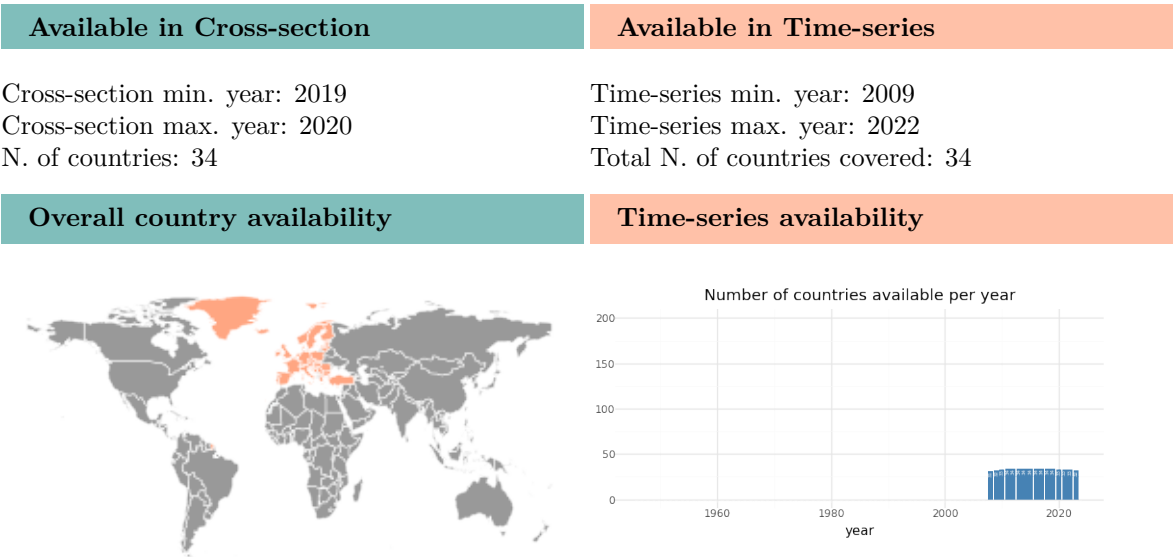 Available in Cross-section
Available in Time-series
Cross-section min. year: 2019
Cross-section max. year: 2020
N. of countries: 34
Time-series min. year: 2009
Time-series max. year: 2022
Total N. of countries covered: 34
Overall country availability
Time-series availability
Number of countries available per year
200
150
100
50
0
1960
1980
2000
2020
year